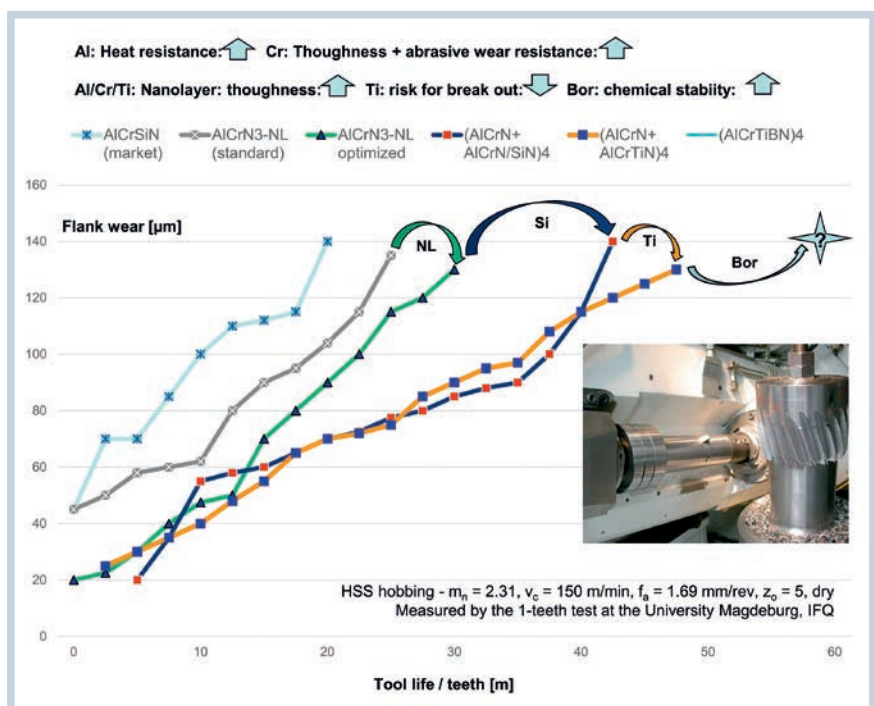 Al: Heat resistance: Cr: Thoughness + abrasive wear resistance:
Al/Cr/Ti: Nanolayer: thoughness: Ti: risk for break out: Bor: chemical stabiity:
AlCrSiN (market)
AlCrN3-NL (standard)
AlCrN3-NL optimized
(AlCrN+ AlCrN/SiN)4
(AlCrN+ AlCrTiN)4
(AlCrTiBN)4
160
Flank wear [µm]
140
120
100
80
60
40
20
0
NL
Si
Ti
Bor
?
HSS hobbing - mn = 2.31, vc = 150 m/min, fa = 1.69 mm/rev, zo = 5, dry
Measured by the 1-teeth test at the University Magdeburg, IFQ
0 10 20 30 40 50 60
Tool life / teeth [m]